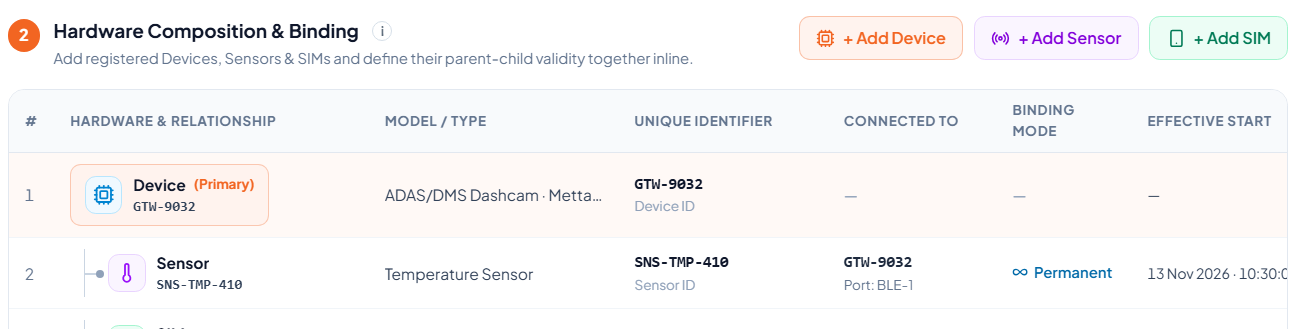 2 Hardware Composition & Binding i + Add Device + Add Sensor + Add SIM
Add registered Devices, Sensors & SIMs and define their parent-child validity together inline.
# HARDWARE & RELATIONSHIP MODEL / TYPE UNIQUE IDENTIFIER CONNECTED TO BINDING MODE EFFECTIVE START
1 Device (Primary) ADAS/DMS Dashcam · Metta... GTW-9032 — — —
GTW-9032 Device ID
2 Sensor Temperature Sensor SNS-TMP-410 GTW-9032 Permanent 13 Nov 2026 · 10:30:0
SNS-TMP-410 Sensor ID Port: BLE-1